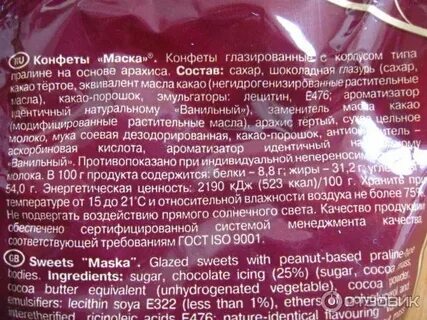 RU Конфеты «Маска»®. Конфеты глазированные с корпусом типа
пралине на основе арахиса. Состав: сахар, шоколадная глазурь (сахар,
какао тёртое, эквивалент масла какао (негидрогенизированные растительные
масла), какао-порошок, эмульгаторы: лецитин, Е476; ароматизатор
идентичный натуральному «Ванильный»), заменитель масла какао
(модифицированные растительные масла), арахис тёртый, сухое цельное
молоко, мука соевая дезодорированная, какао-порошок, антиокислитель -
аскорбиновая кислота, ароматизатор идентичный
«Ванильный». Противопоказано при индивидуальной непереносимости
молока. В 100 г продукта содержится: белки – 8,8 г; жиры – 31,2 г;
54,0 г. Энергетическая ценность: 2190 кДж (523 ккал)/100 г. Хранить при
температуре от 15 до 21°С и относительной влажности воздуха не более 75%.
Не подвергать воздействию прямого солнечного света. Качество продукции
обеспечено сертифицированной системой менеджмента качества
соответствующей требованиям ГОСТ ISO 9001.
GB Sweets "Maska". Glazed sweets with peanut-based praline-type
bodies. Ingredients: sugar, chocolate icing (25%) (sugar, cocoa
cocoa butter equivalent (unhydrogenated vegetable), cocoa
emulsifiers: lecithin soya E322 (less than 1%), ethers
ricinoleic acid, E476; nature-identical flavouring
отзовик